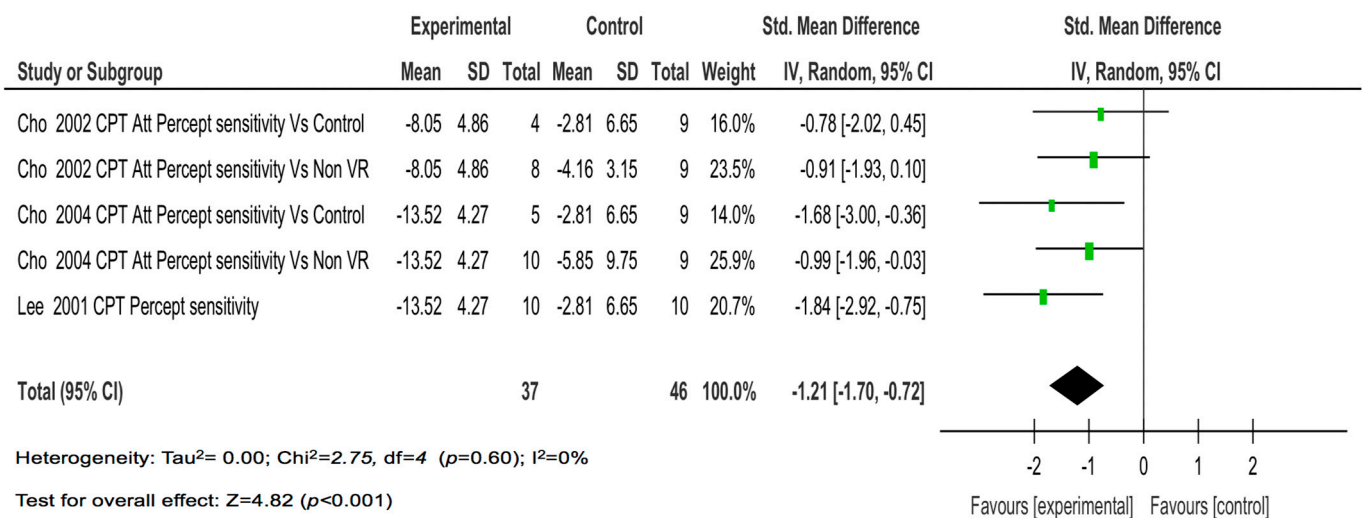 Experimental Control Std. Mean Difference Std. Mean Difference
Study or Subgroup Mean SD Total Mean SD Total Weight IV, Random, 95% CI IV, Random, 95% CI
Cho 2002 CPT Att Percept sensitivity Vs Control -8.05 4.86 4 -2.81 6.65 9 16.0% -0.78 [-2.02, 0.45]
Cho 2002 CPT Att Percept sensitivity Vs Non VR -8.05 4.86 8 -4.16 3.15 9 23.5% -0.91 [-1.93, 0.10]
Cho 2004 CPT Att Percept sensitivity Vs Control -13.52 4.27 5 -2.81 6.65 9 14.0% -1.68 [-3.00, -0.36]
Cho 2004 CPT Att Percept sensitivity Vs Non VR -13.52 4.27 10 -5.85 9.75 9 25.9% -0.99 [-1.96, -0.03]
Lee 2001 CPT Percept sensitivity -13.52 4.27 10 -2.81 6.65 10 20.7% -1.84 [-2.92, -0.75]
Total (95% CI) 37 46 100.0% -1.21 [-1.70, -0.72]
Heterogeneity: Tau²= 0.00; Chi²=2.75, df=4 (p=0.60); I²=0%
-2 -1 0 1 2
Test for overall effect: Z=4.82 (p<0.001)
Favours [experimental] Favours [control]